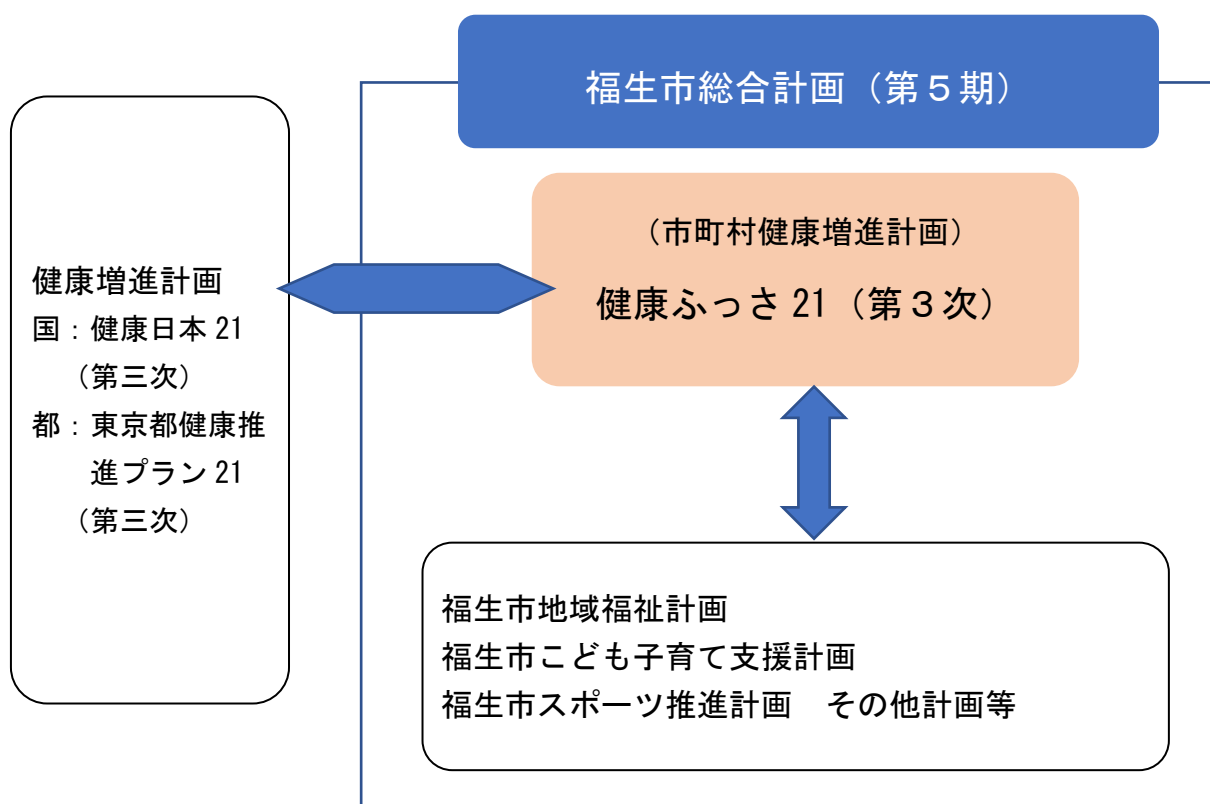 福生市総合計画（第５期）
（市町村健康増進計画）
健康ふっさ 21（第３次）
健康増進計画
国：健康日本 21
（第三次）
都：東京都健康推
進プラン 21
（第三次）
福生市地域福祉計画
福生市こども子育て支援計画
福生市スポーツ推進計画　その他計画等